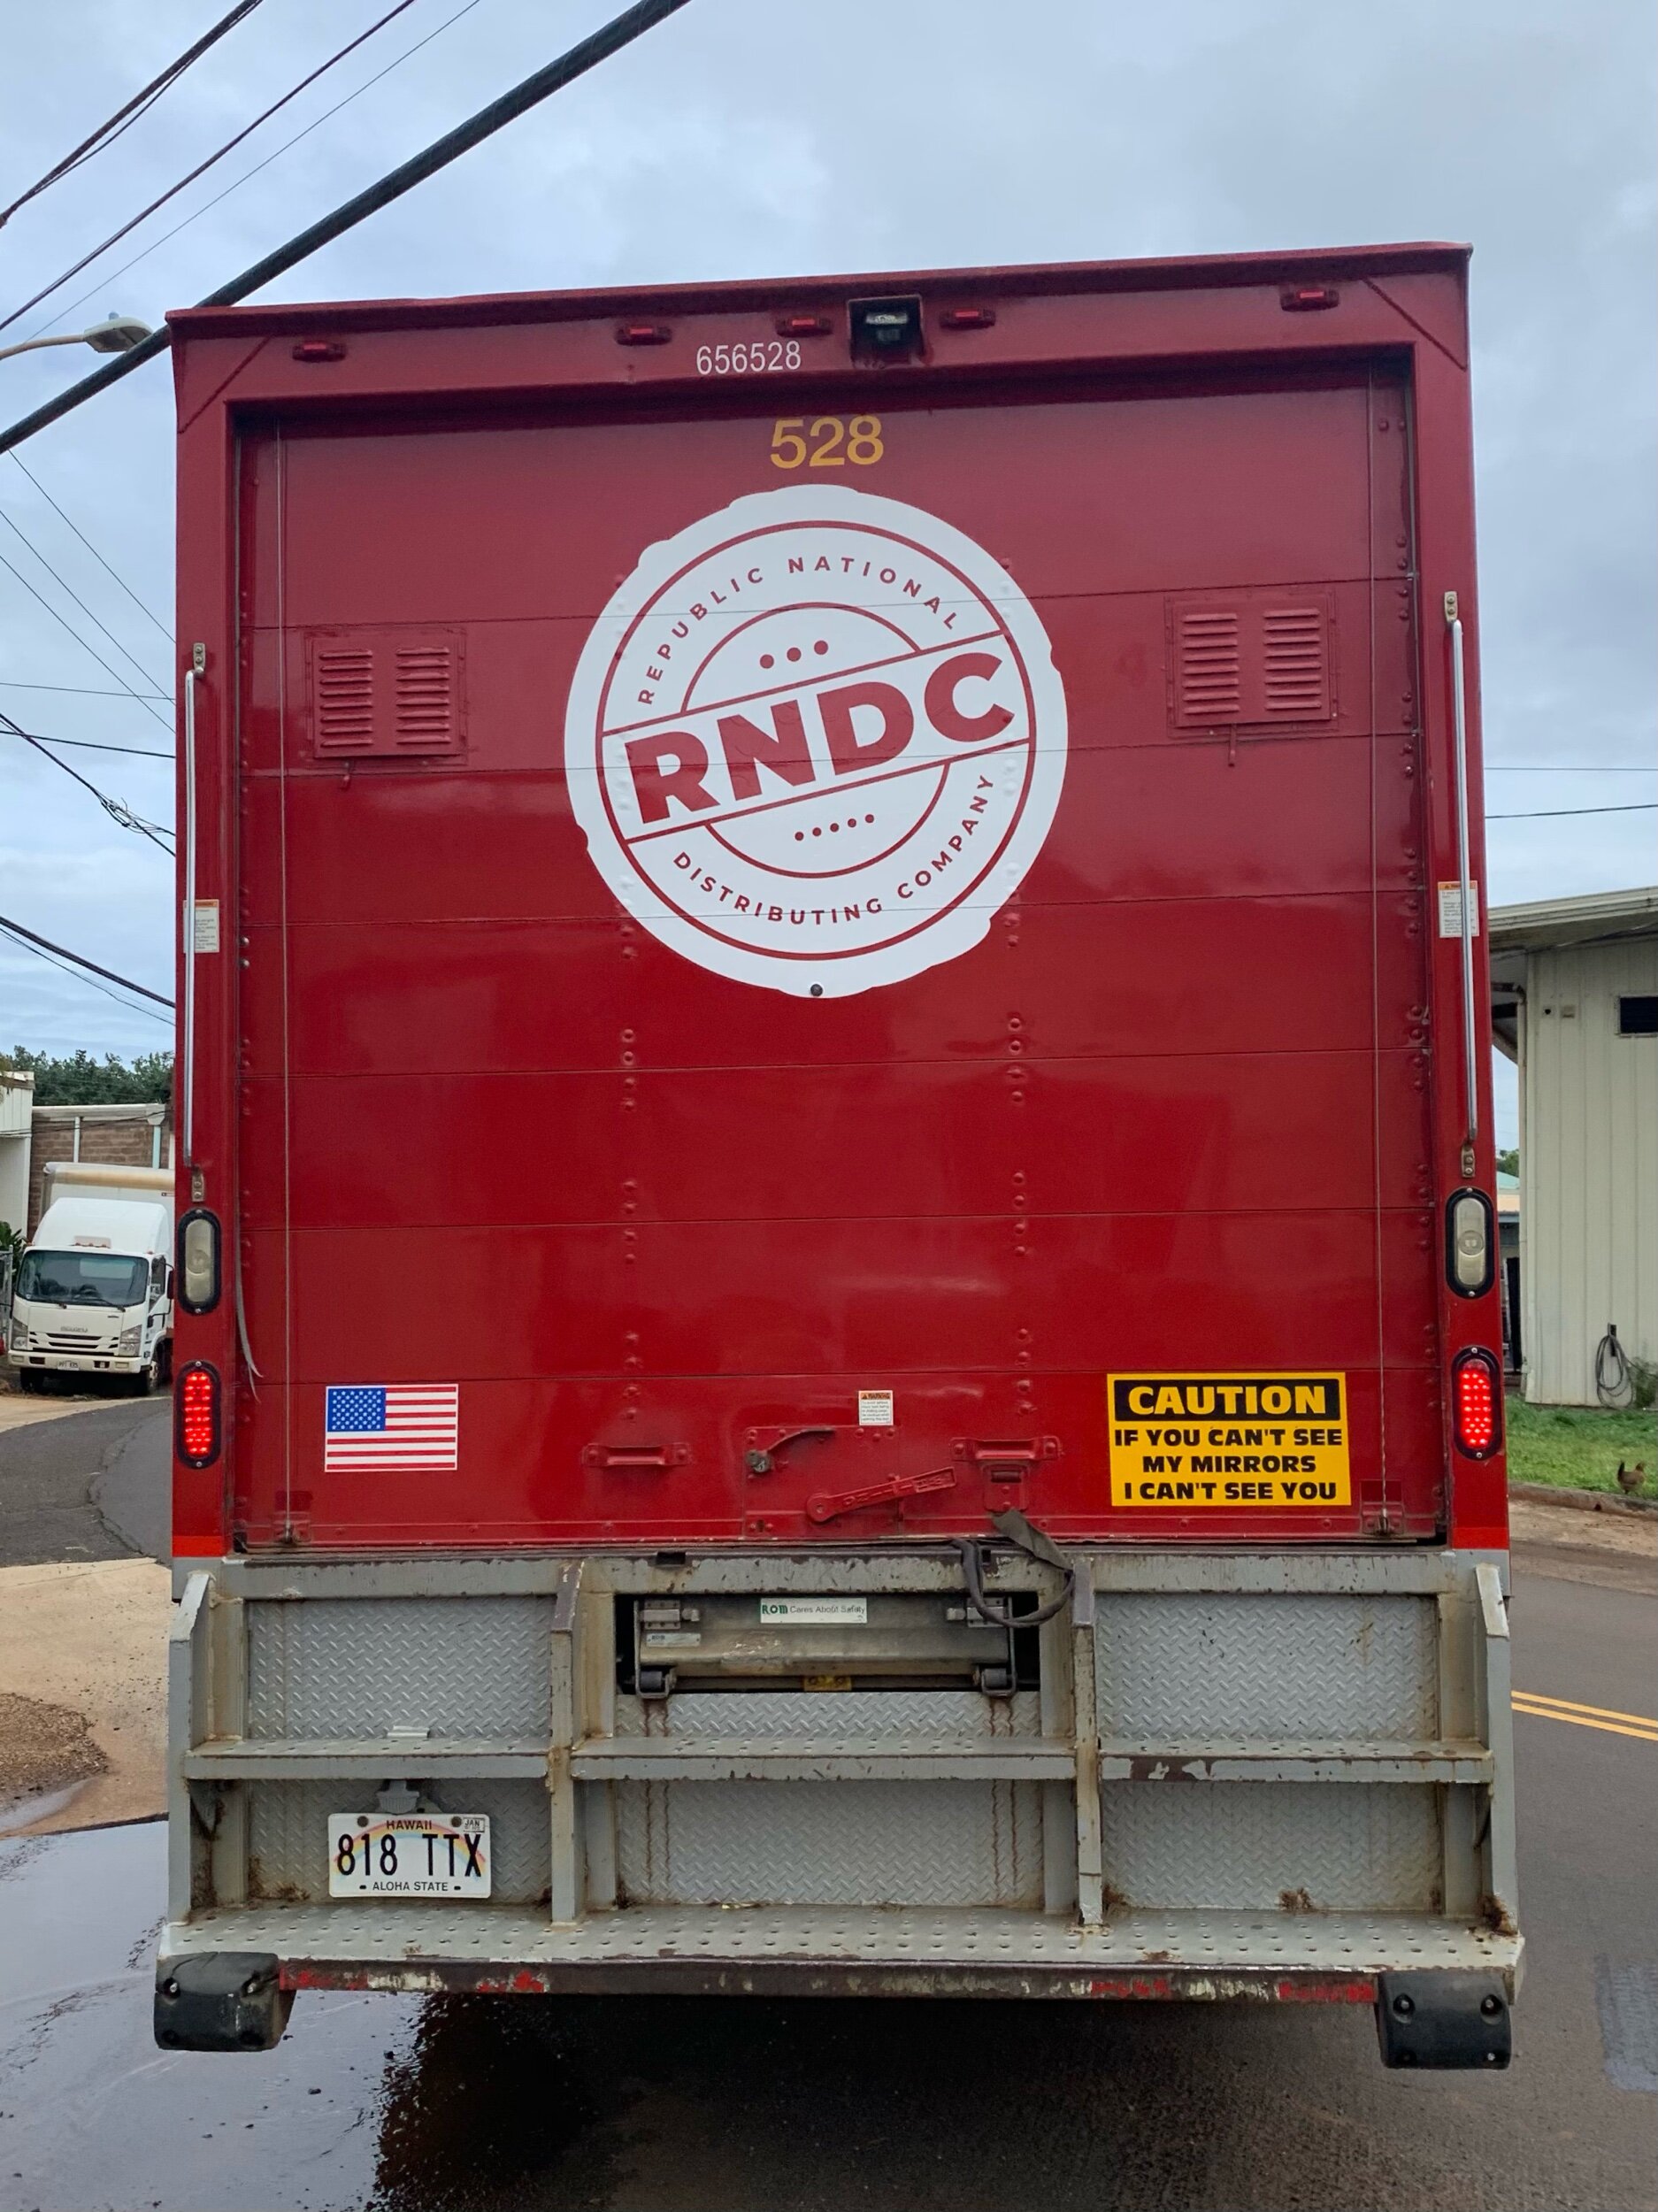 656528
528
REPUBLIC NATIONAL
RNDC
DISTRIBUTING COMPANY
CAUTION
IF YOU CAN'T SEE
MY MIRRORS
I CAN'T SEE YOU
Cares About Safety
HAWAII
JAN
818 TTX
ALOHA STATE